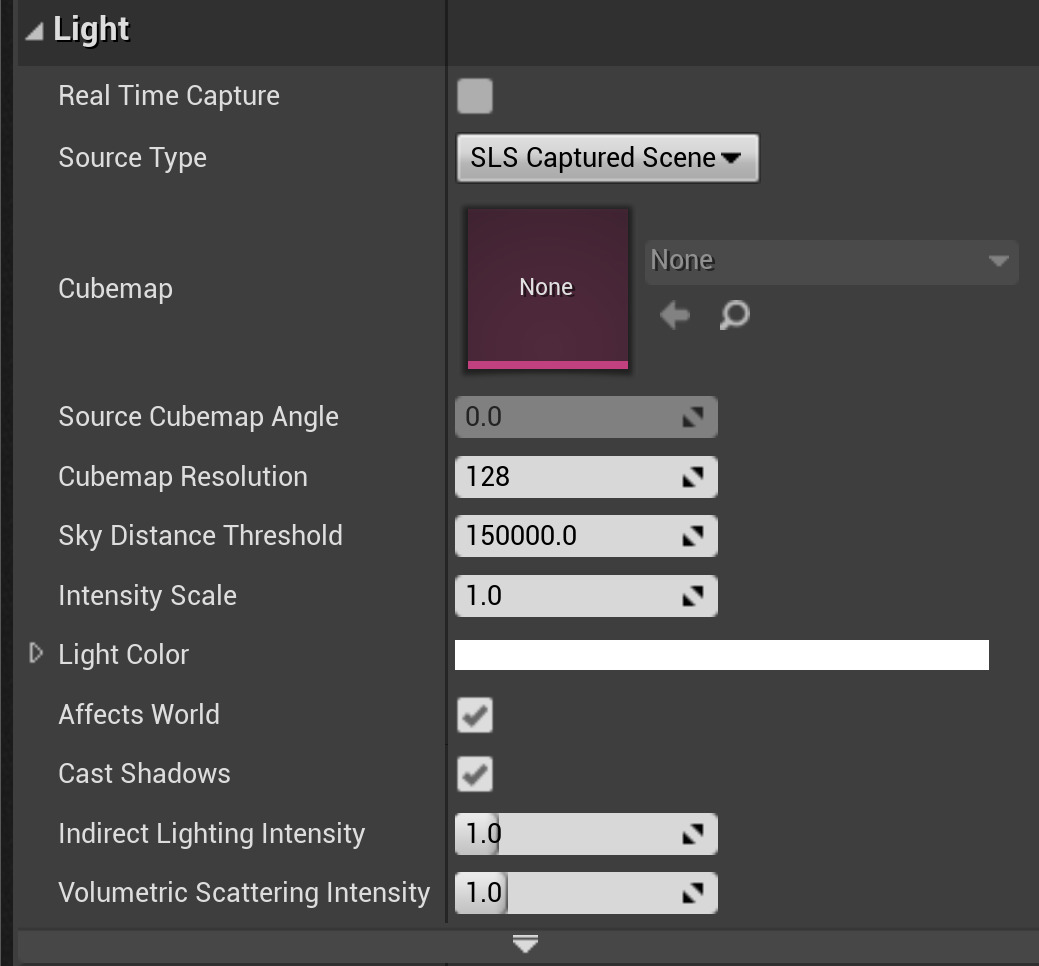 Light
Real Time Capture
Source Type SLS Captured Scene
Cubemap None None
Source Cubemap Angle 0.0
Cubemap Resolution 128
Sky Distance Threshold 150000.0
Intensity Scale 1.0
Light Color
Affects World
Cast Shadows
Indirect Lighting Intensity 1.0
Volumetric Scattering Intensity 1.0